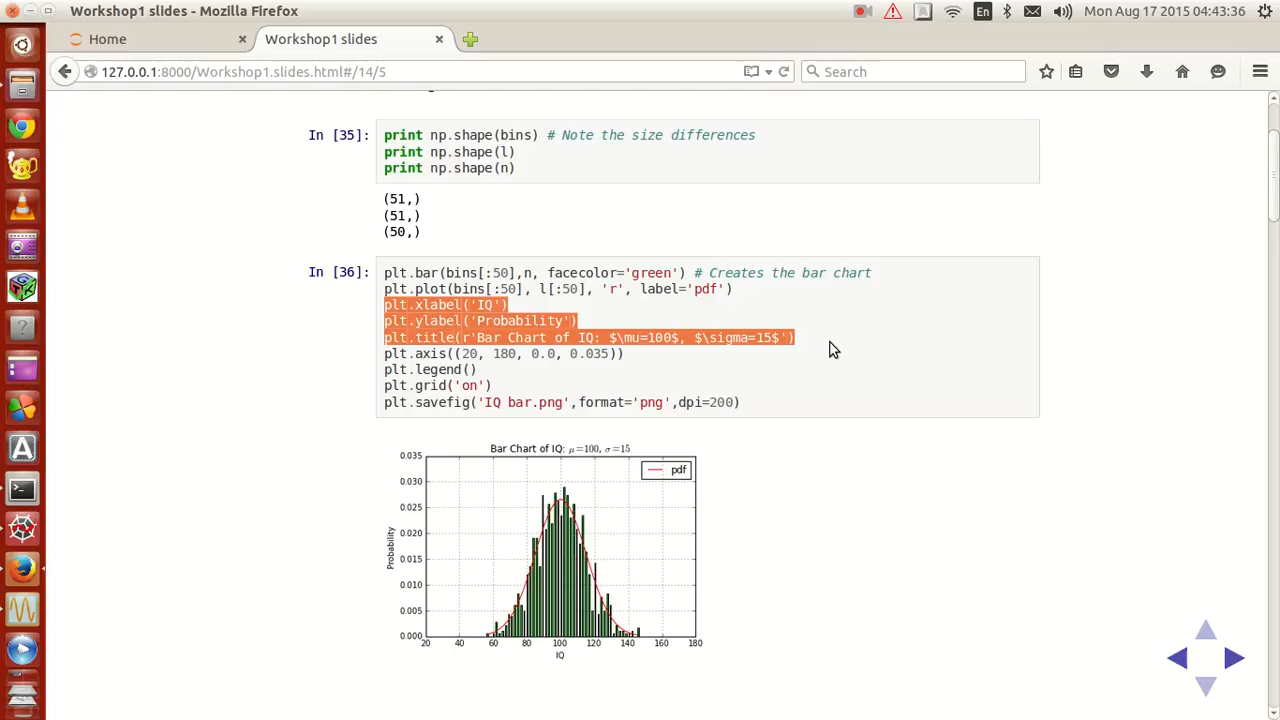 Workshop1 slides - Mozilla Firefox
En
Mon Aug 17 2015 04:43:36
Home
Workshop1 slides
127.0.0.1:8000/Workshop1.slides.html#/14/5
Search
In [35]:
print np.shape(bins) # Note the size differences
print np.shape(l)
print np.shape(n)
(51,)
(51,)
(50,)
In [36]:
plt.bar(bins[:50],n, facecolor='green') # Creates the bar chart
plt.plot(bins[:50], l[:50], 'r', label='pdf')
plt.xlabel('IQ')
plt.ylabel('Probability')
plt.title(r'Bar Chart of IQ: $\mu=100$, $\sigma=15$')
plt.axis((20, 180, 0.0, 0.035))
plt.legend()
plt.grid('on')
plt.savefig('IQ bar.png',format='png',dpi=200)
Bar Chart of IQ: μ=100, σ=15
pdf
0.035
0.030
0.025
0.020
0.015
0.010
0.005
0.000
Probability
20 40 60 80 100 120 140 160 180
IQ